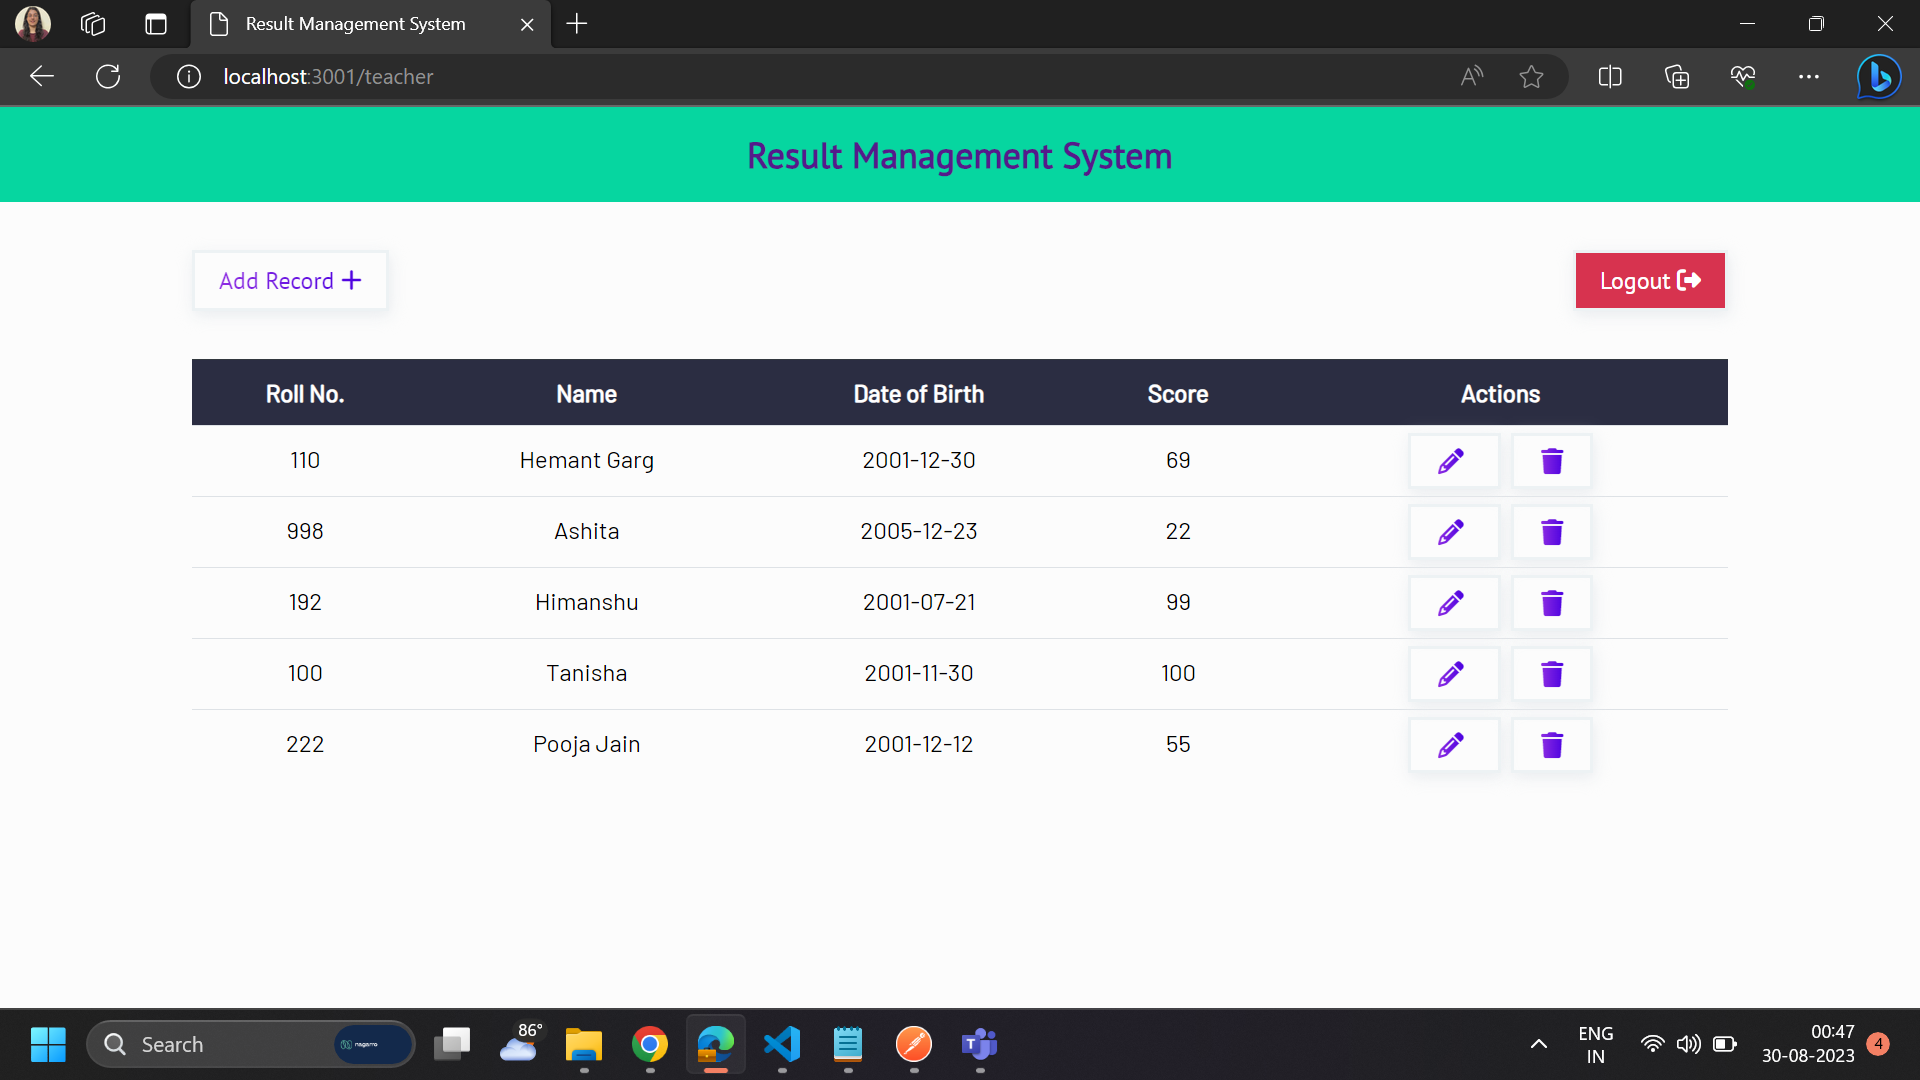 Result Management System
localhost:3001/teacher
Result Management System
Add Record
Logout
Roll No. Name Date of Birth Score Actions
110 Hemant Garg 2001-12-30 69
998 Ashita 2005-12-23 22
192 Himanshu 2001-07-21 99
100 Tanisha 2001-11-30 100
222 Pooja Jain 2001-12-12 55
Search
nagarro
86°
ENG
IN
00:47
30-08-2023
4